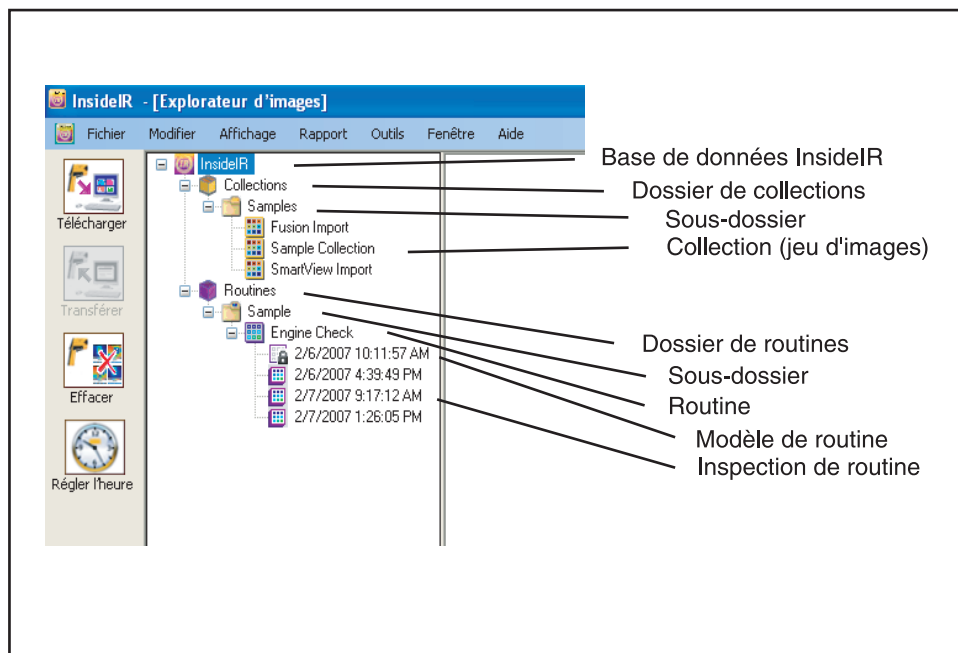 InsideIR - [Explorateur d'images]
Fichier Modifier Affichage Rapport Outils Fenêtre Aide
Télécharger
Transférer
Effacer
Régler l'heure
InsideIR
Collections
Samples
Fusion Import
Sample Collection
SmartView Import
Routines
Sample
Engine Check
2/6/2007 10:11:57 AM
2/6/2007 4:39:49 PM
2/7/2007 9:17:12 AM
2/7/2007 1:26:05 PM
Base de données InsideIR
Dossier de collections
Sous-dossier
Collection (jeu d'images)
Dossier de routines
Sous-dossier
Routine
Modèle de routine
Inspection de routine